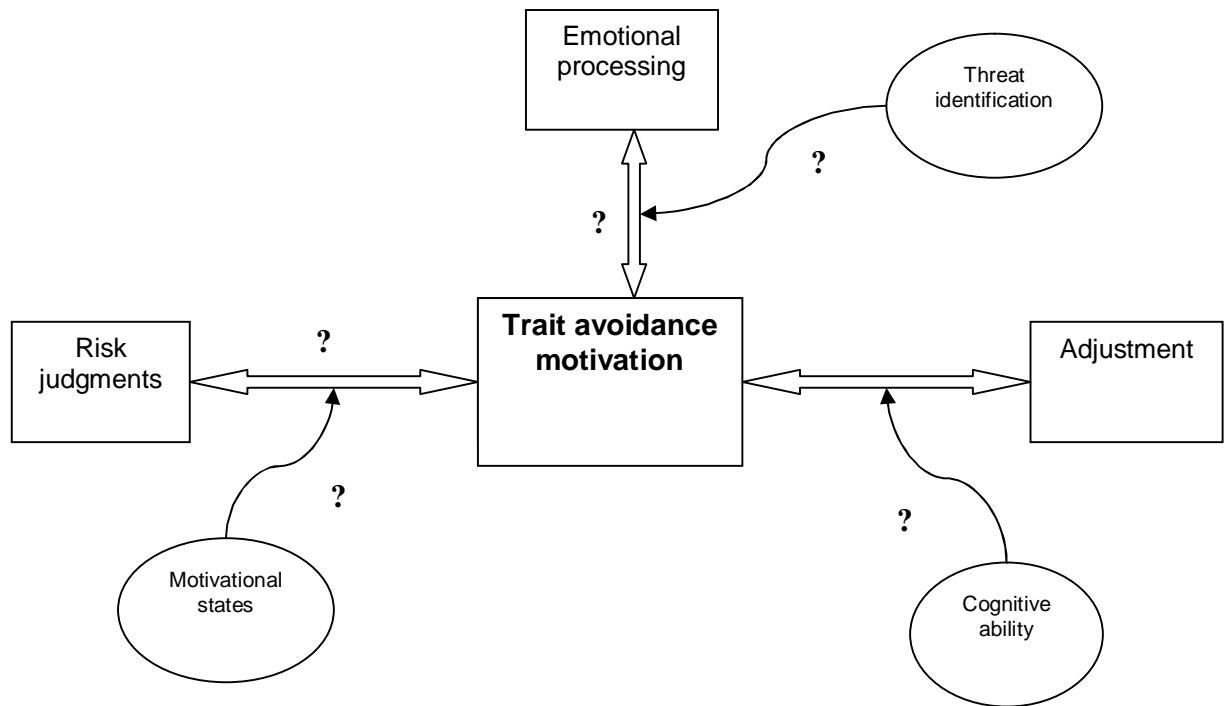 Emotional
processing
Threat
identification
?
?
Trait avoidance
motivation
Risk
judgments
?
Adjustment
?
?
Motivational
states
Cognitive
ability